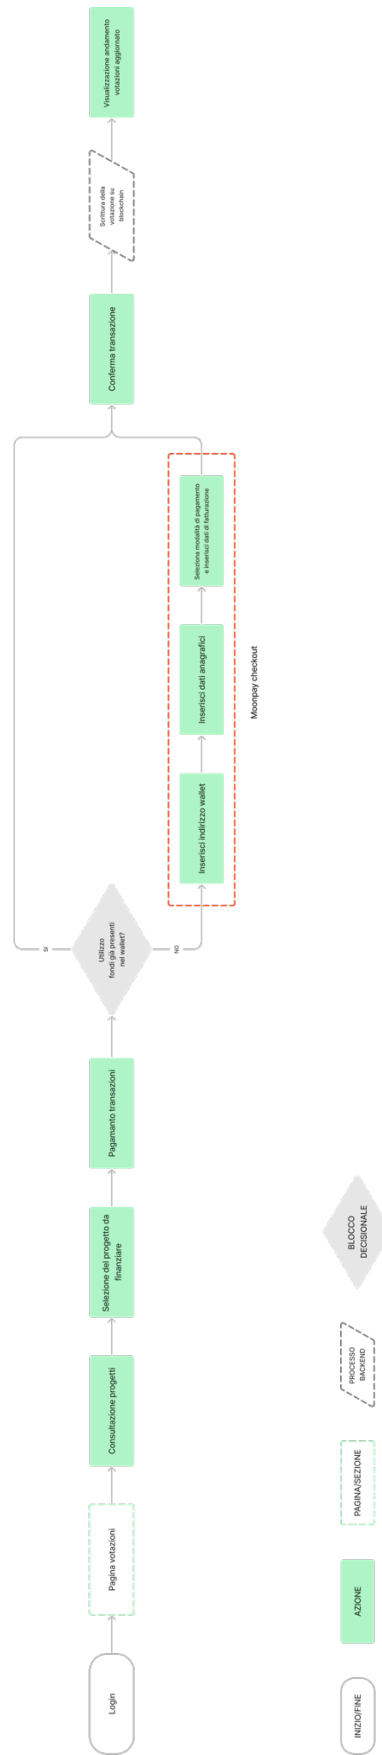 Login
Pagina votazioni
Consultazione progetti
Selezione del progetto da
finanziare
Pagamanto transazioni
Utilizzo
fondi già presenti
nel wallet?
SI
NO
Inserisci indirizzo wallet
Inserisci dati anagrafici
Seleziona modalità di pagamento
e inserisci dati di fatturazione
Moonpay checkout
Conferma transazione
Scrittura della
votazione su
blockchain
Visualizzazione andamento
votazioni aggiornato
INIZIO/FINE
AZIONE
PAGINA/SEZIONE
PROCESSO
BACKEND
BLOCCO
DECISIONALE